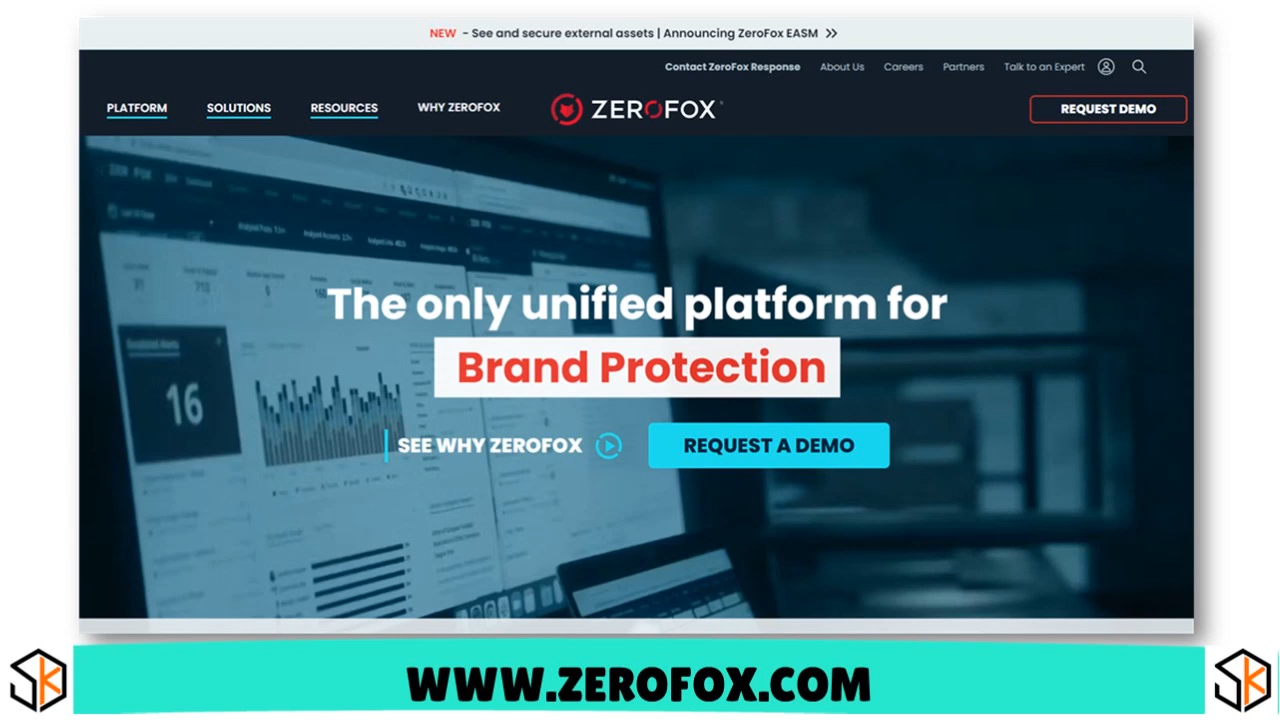 NEW - See and secure external assets | Announcing ZeroFox EASM >>
Contact ZeroFox Response About Us Careers Partners Talk to an Expert
PLATFORM SOLUTIONS RESOURCES WHY ZEROFOX ZEROFOX REQUEST DEMO
The only unified platform for
Brand Protection
16
SEE WHY ZEROFOX REQUEST A DEMO
WWW.ZEROFOX.COM
SK SK